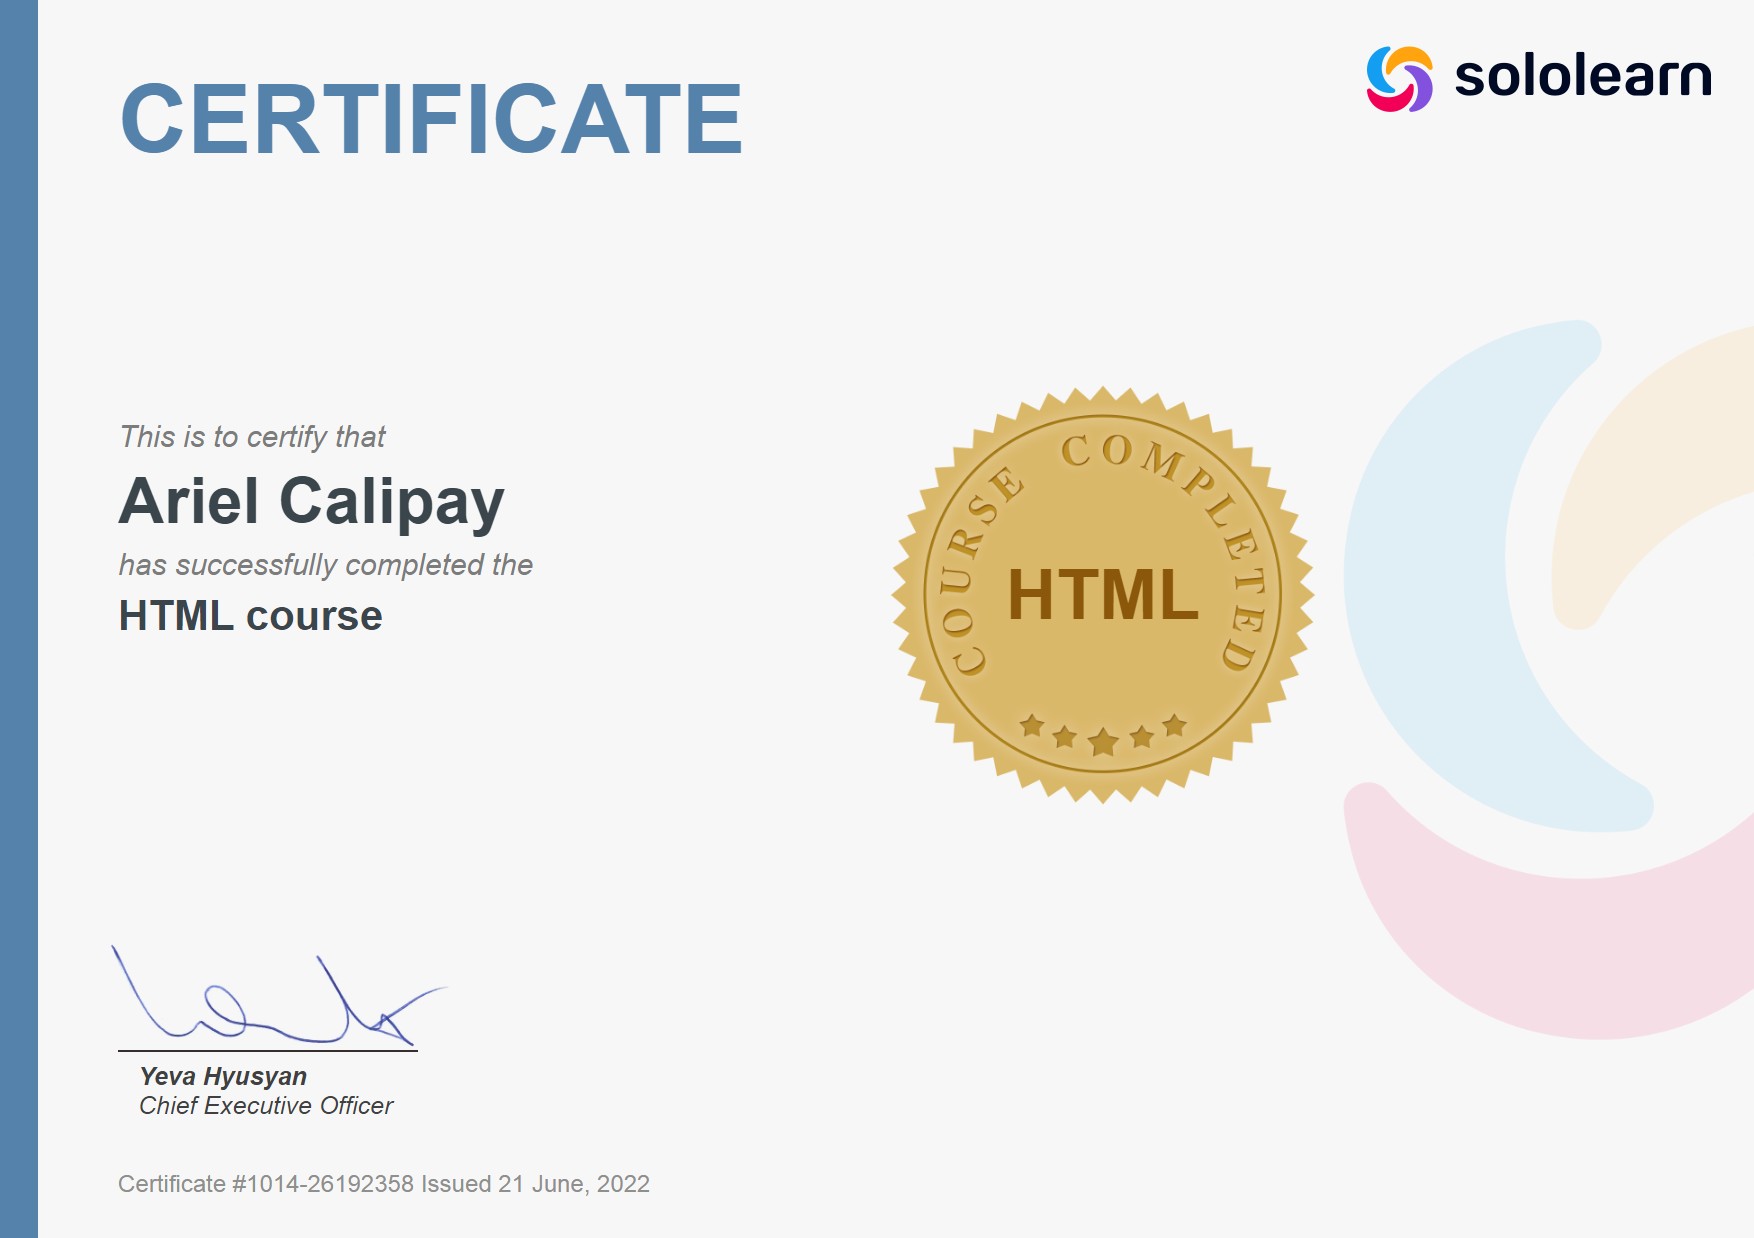 CERTIFICATE
sololearn
This is to certify that
Ariel Calipay
has successfully completed the
HTML course
COURSE COMPLETED
HTML
Yeva Hyusyan
Chief Executive Officer
Certificate #1014-26192358 Issued 21 June, 2022